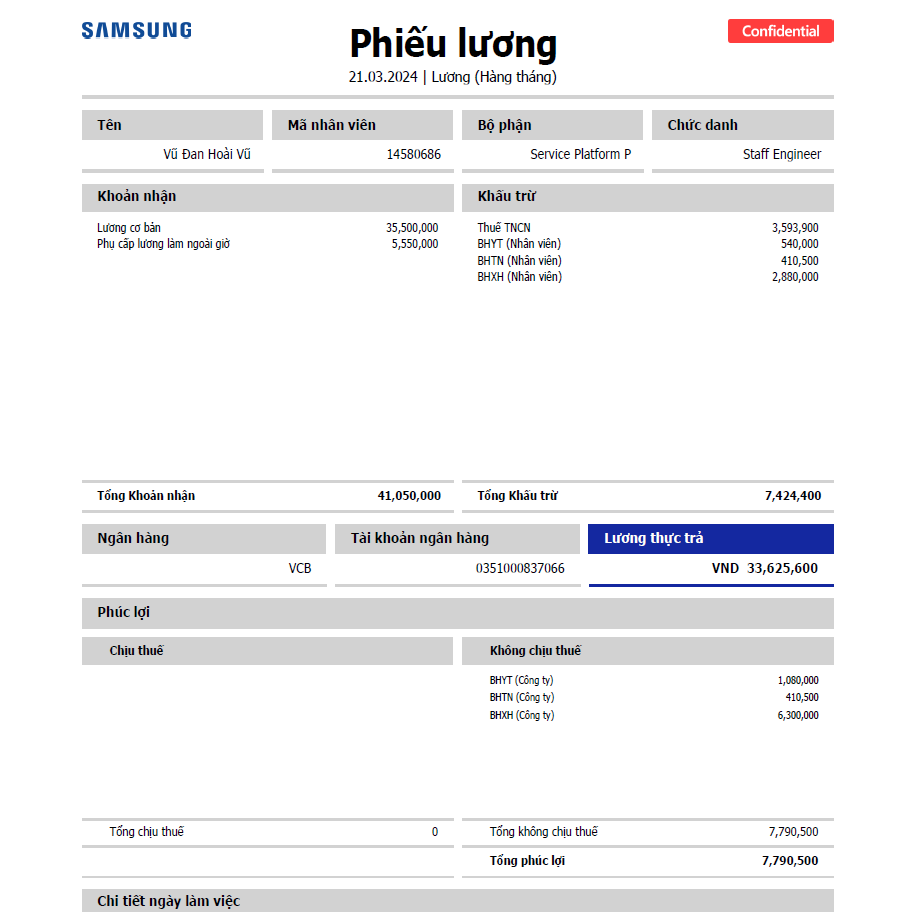 SAMSUNG
Phiếu lương
Confidential
21.03.2024 | Lương (Hàng tháng)
Tên Mã nhân viên Bộ phận Chức danh
Vũ Đan Hoài Vũ 14580686 Service Platform P Staff Engineer
Khoản nhận Khấu trừ
Lương cơ bản 35,500,000 Thuế TNCN 3,593,900
Phụ cấp lương làm ngoài giờ 5,550,000 BHYT (Nhân viên) 540,000
BHTN (Nhân viên) 410,500
BHXH (Nhân viên) 2,880,000
Tổng Khoản nhận 41,050,000 Tổng Khấu trừ 7,424,400
Ngân hàng Tài khoản ngân hàng Lương thực trả
VCB 0351000837066 VND 33,625,600
Phúc lợi
Chịu thuế Không chịu thuế
BHYT (Công ty) 1,080,000
BHTN (Công ty) 410,500
BHXH (Công ty) 6,300,000
Tổng chịu thuế 0 Tổng không chịu thuế 7,790,500
Tổng phúc lợi 7,790,500
Chi tiết ngày làm việc